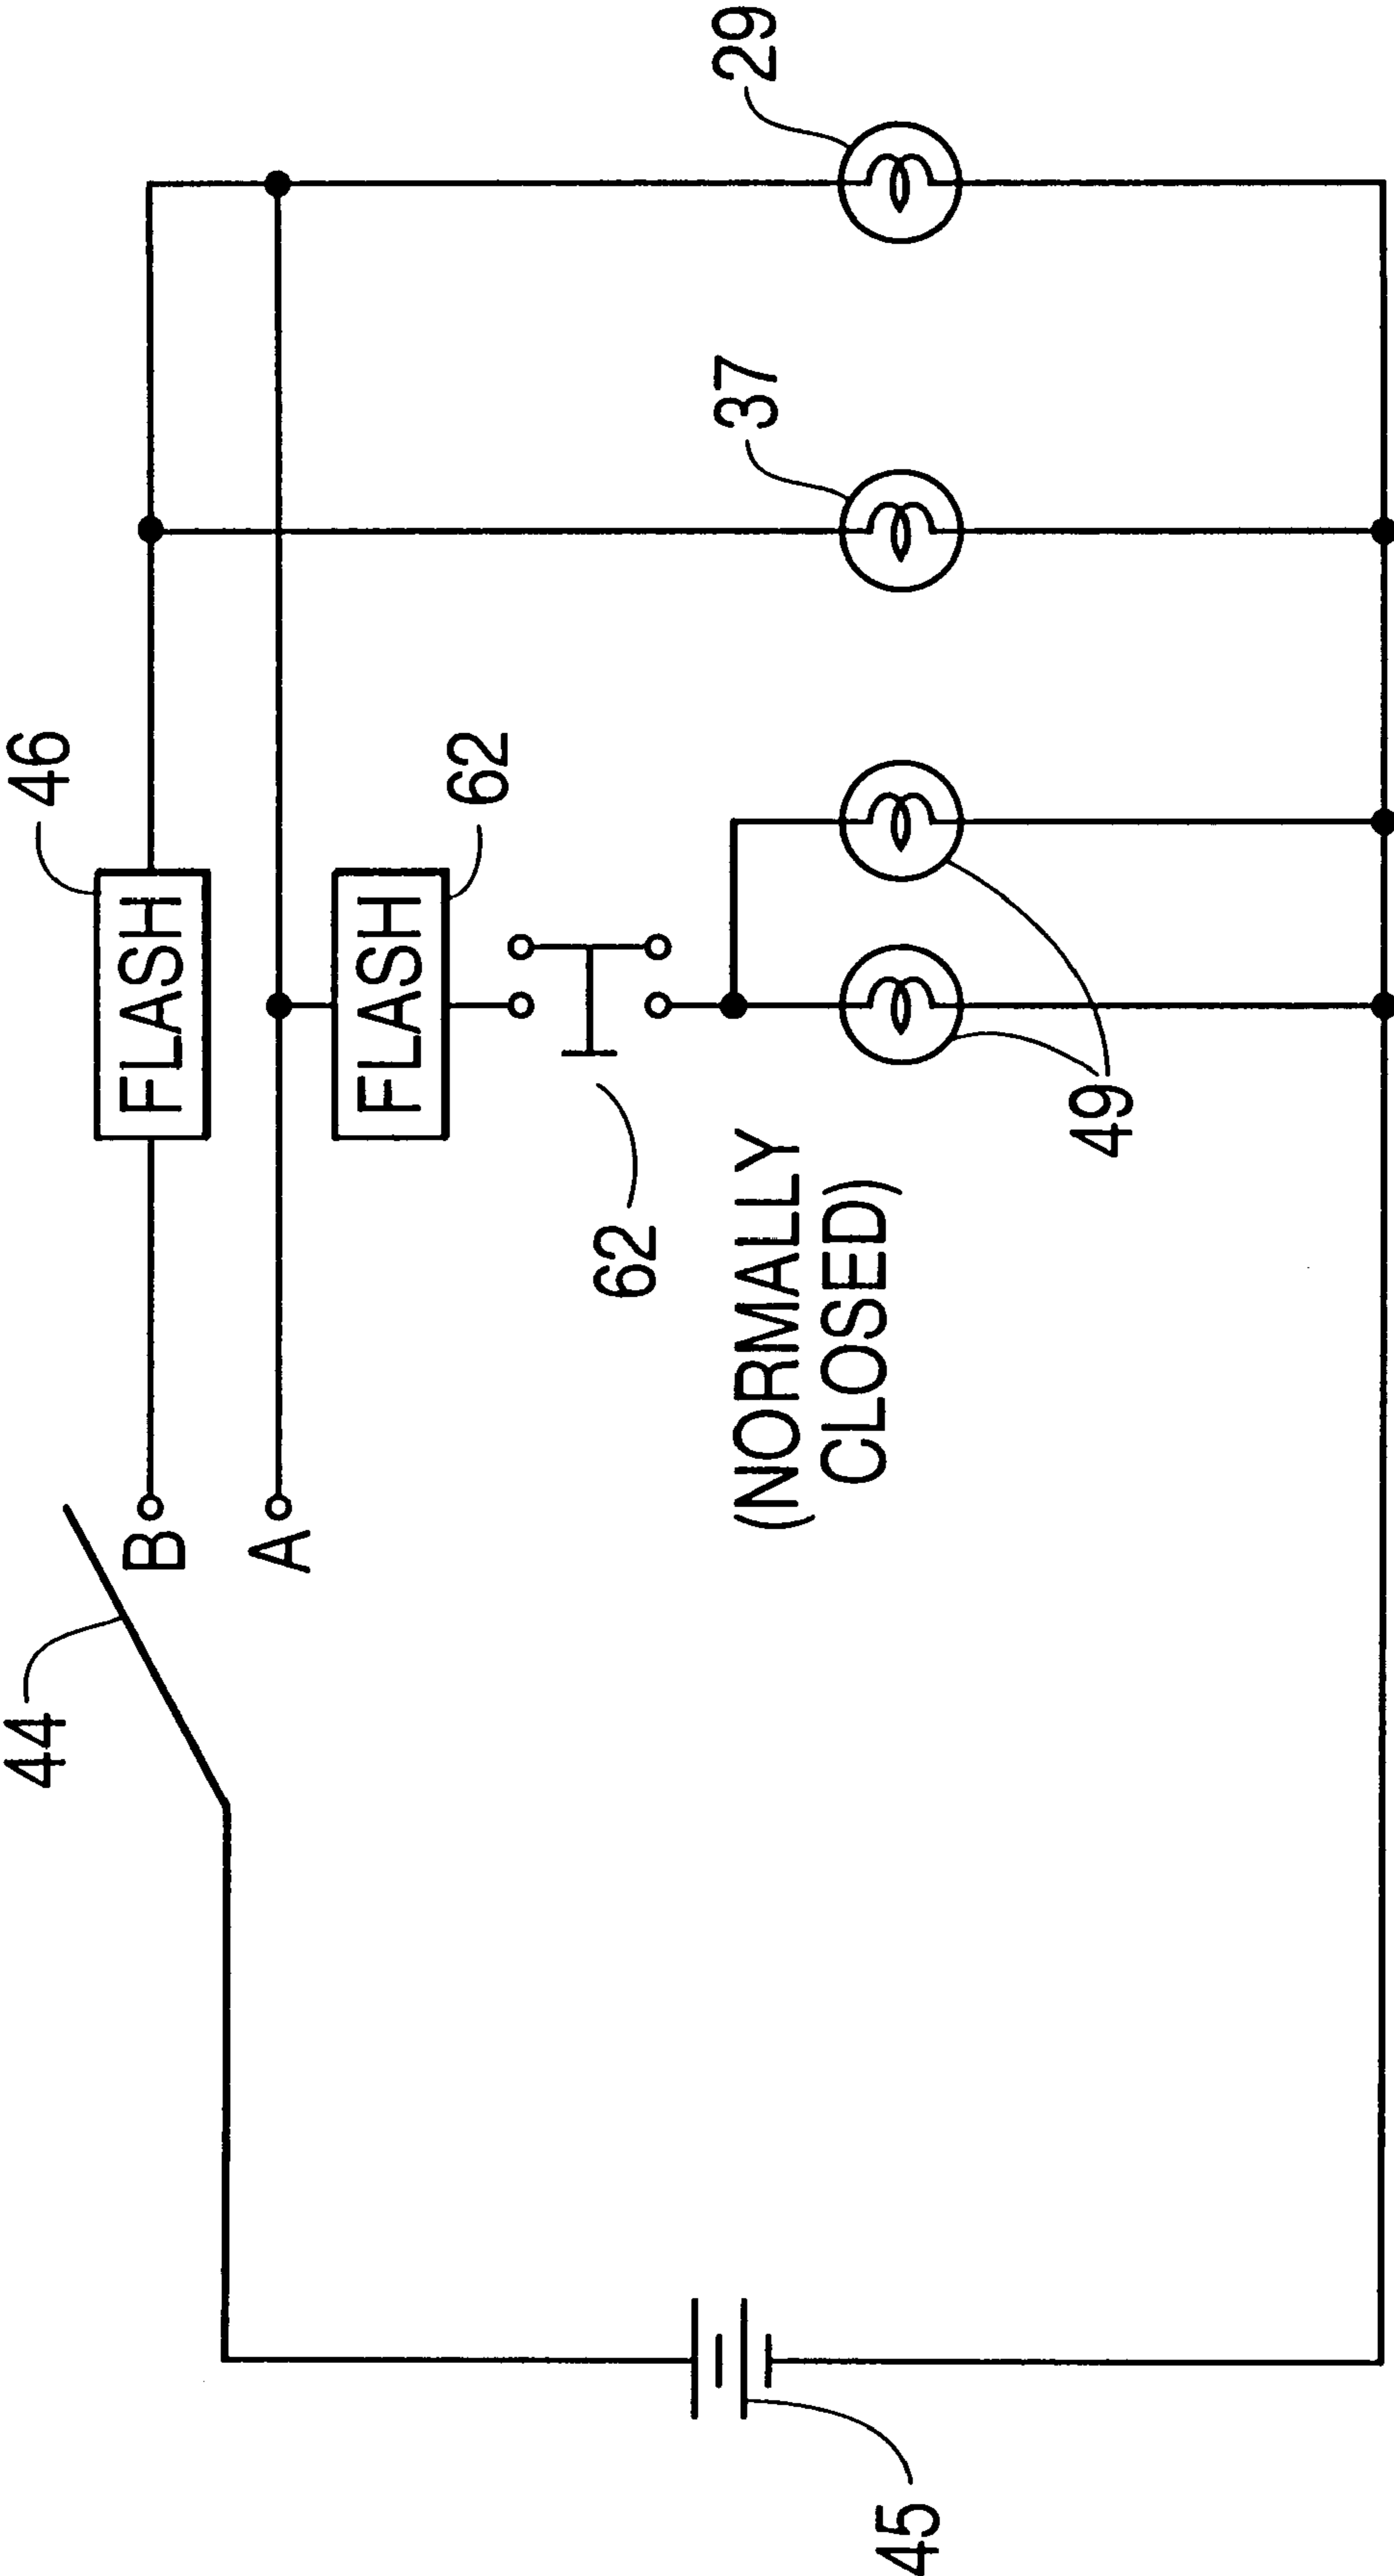 44
B
A
46
FLASH
FLASH
62
62
(NORMALLY
CLOSED)
37
29
49
45